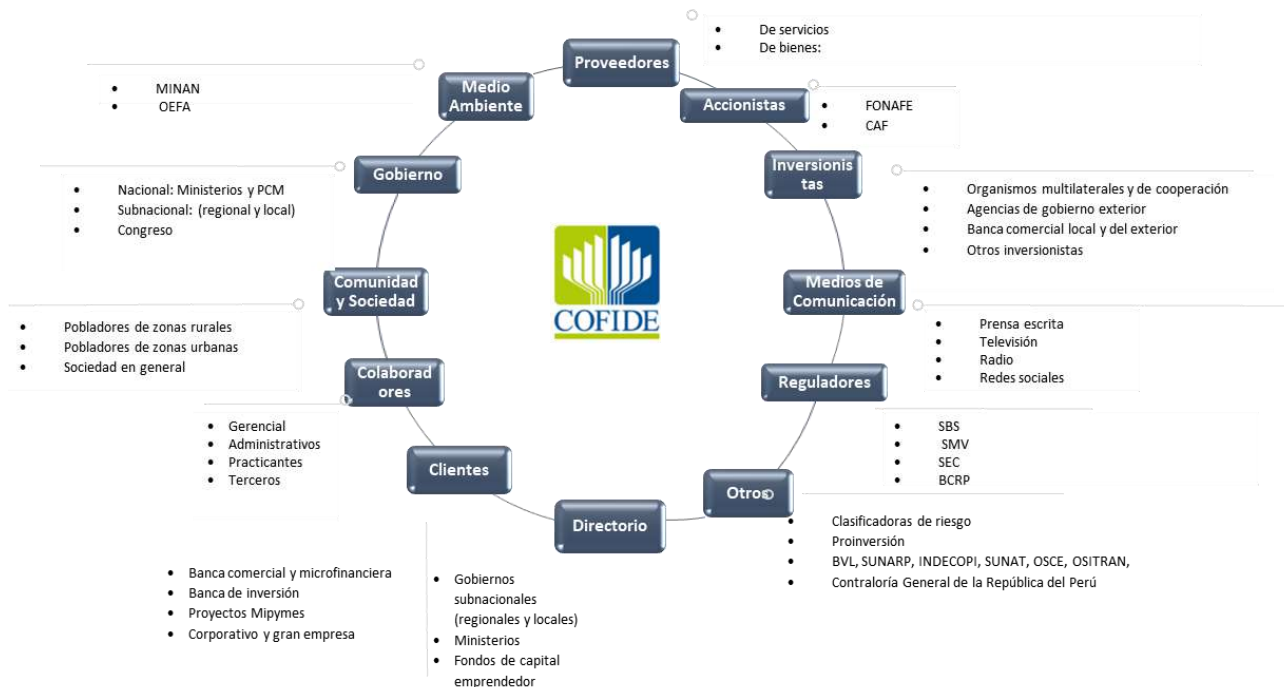 Proveedores
• De servicios
• De bienes:
Accionistas
• FONAFE
• CAF
Inversionis
tas
• Organismos multilaterales y de cooperación
• Agencias de gobierno exterior
• Banca comercial local y del exterior
• Otros inversionistas
Medios de
Comunicación
• Prensa escrita
• Televisión
• Radio
• Redes sociales
Reguladores
• SBS
• SMV
• SEC
• BCRP
Otros
• Clasificadoras de riesgo
• Proinversión
• BVL, SUNARP, INDECOPI, SUNAT, OSCE, OSITRAN,
• Contraloría General de la República del Perú
Directorio
Clientes
• Banca comercial y microfinanciera
• Banca de inversión
• Proyectos Mipymes
• Corporativo y gran empresa
• Gobiernos
subnacionales
(regionales y locales)
• Ministerios
• Fondos de capital
emprendedor
Colaborad
ores
• Gerencial
• Administrativos
• Practicantes
• Terceros
Comunidad
y Sociedad
• Pobladores de zonas rurales
• Pobladores de zonas urbanas
• Sociedad en general
Gobierno
• Nacional: Ministerios y PCM
• Subnacional: (regional y local)
• Congreso
Medio
Ambiente
• MINAN
• OEFA
COFIDE